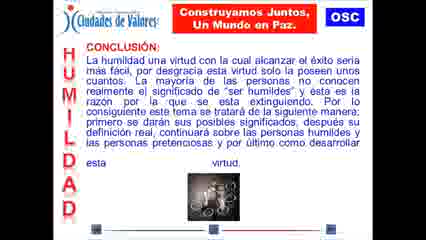 Ciudades de Valores
Construyamos Juntos,
Un Mundo en Paz.
OSC
HUMILDAD
CONCLUSIÓN:
La humildad una virtud con la cual alcanzar el éxito seria
más fácil, por desgracia esta virtud solo la poseen unos
cuantos. La mayoría de las personas no conocen
realmente el significado de “ser humildes” y ésta es la
razón por la que se esta extinguiendo. Por lo
consiguiente este tema se tratará de la siguiente manera;
primero se darán sus posibles significados, después su
definición real, continuará sobre las personas humildes y
las personas pretenciosas y por último como desarrollar
esta virtud.